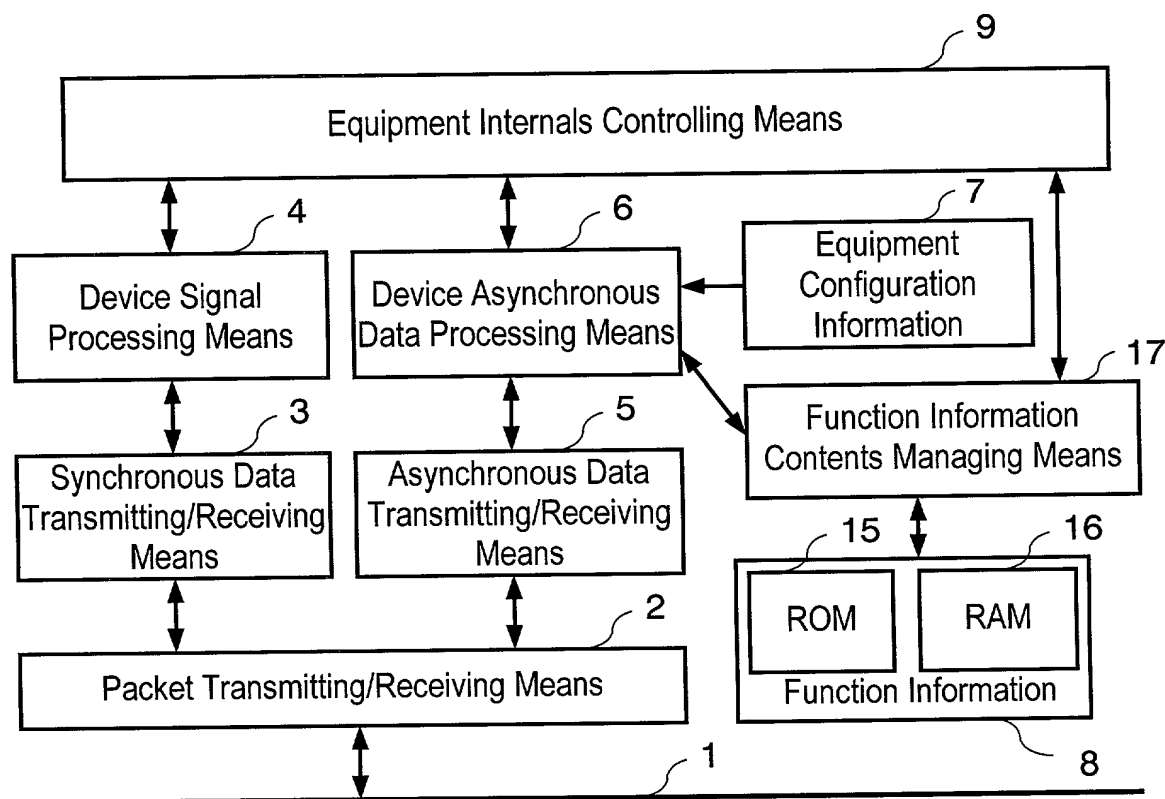 9
Equipment Internals Controlling Means
4
6
7
Device Signal
Processing Means
Device Asynchronous
Data Processing Means
Equipment
Configuration
Information
17
3
5
Function Information
Contents Managing Means
Synchronous Data
Transmitting/Receiving
Means
Asynchronous Data
Transmitting/Receiving
Means
15
16
ROM
RAM
Function Information
2
Packet Transmitting/Receiving Means
8
1